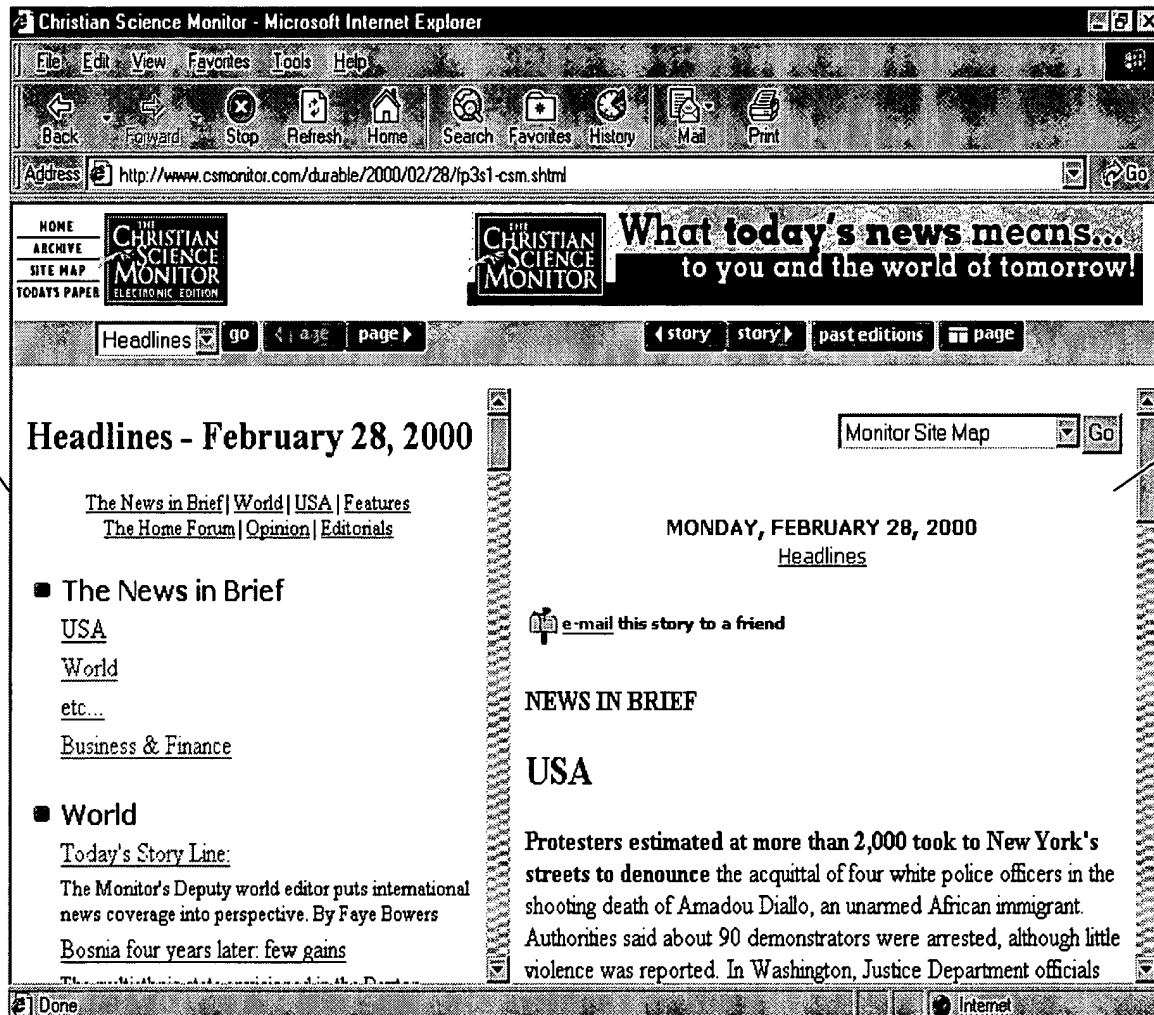 Christian Science Monitor - Microsoft Internet Explorer
File Edit View Favorites Tools Help
Back Forward Stop Refresh Home Search Favorites History Mail Print
Address http://www.csmonitor.com/durable/2000/02/28/fp3s1-csm.shtml Go
HOME
ARCHIVE
SITE MAP
TODAY'S PAPER
THE
CHRISTIAN
SCIENCE
MONITOR
ELECTRONIC EDITION
THE
CHRISTIAN
SCIENCE
MONITOR
What today's news means...
to you and the world of tomorrow!
Headlines go page page story story past editions page
Headlines - February 28, 2000
The News in Brief | World | USA | Features
The Home Forum | Opinion | Editorials
The News in Brief
USA
World
etc...
Business & Finance
World
Today's Story Line:
The Monitor's Deputy world editor puts international
news coverage into perspective. By Faye Bowers
Bosnia four years later: few gains
Monitor Site Map Go
MONDAY, FEBRUARY 28, 2000
Headlines
e-mail this story to a friend
NEWS IN BRIEF
USA
Protesters estimated at more than 2,000 took to New York's
streets to denounce the acquittal of four white police officers in the
shooting death of Amadou Diallo, an unarmed African immigrant.
Authorities said about 90 demonstrators were arrested, although little
violence was reported. In Washington, Justice Department officials
Done Internet